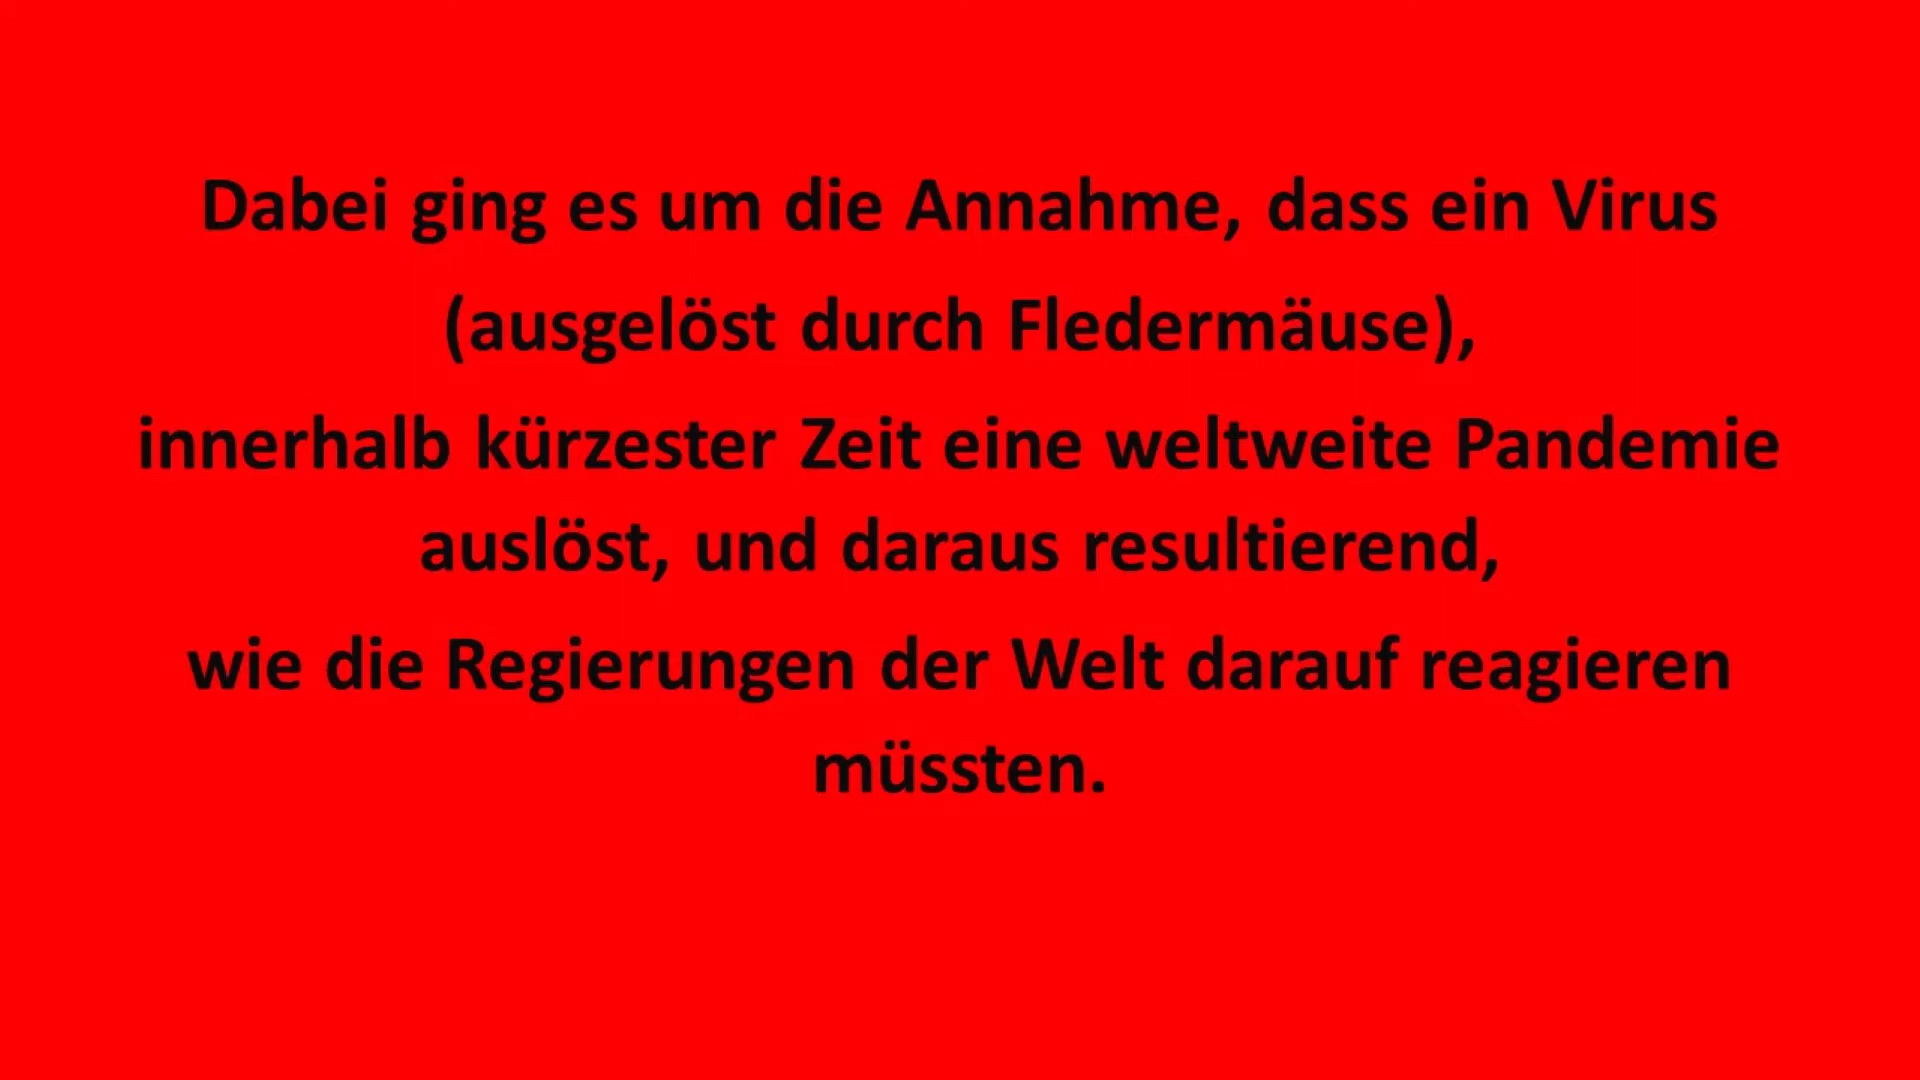 Dabei ging es um die Annahme, dass ein Virus
(ausgelöst durch Fledermäuse),
innerhalb kürzester Zeit eine weltweite Pandemie
auslöst, und daraus resultierend,
wie die Regierungen der Welt darauf reagieren
müssten.